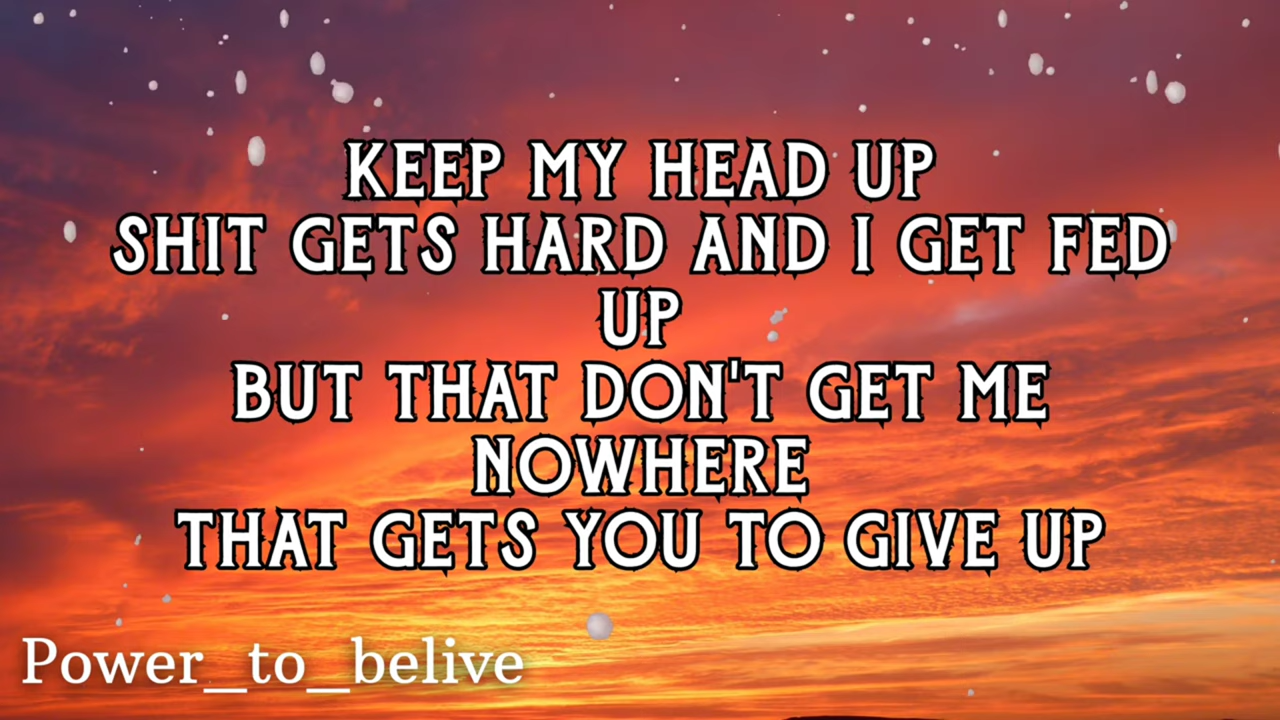 KEEP MY HEAD UP
SHIT GETS HARD AND I GET FED
UP
BUT THAT DON'T GET ME
NOWHERE
THAT GETS YOU TO GIVE UP
Power_to_belive